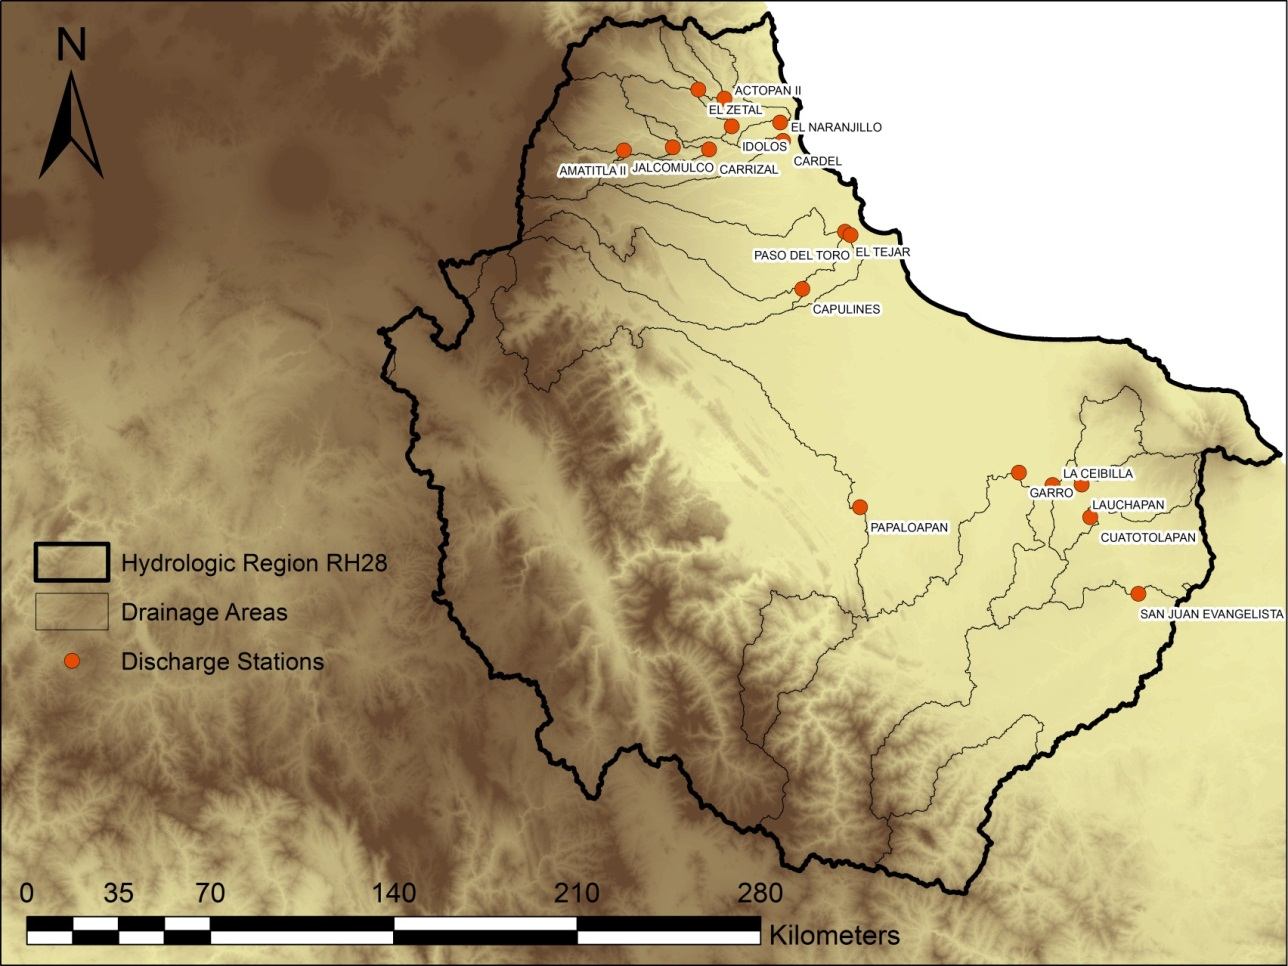 N
ACTOPAN II
EL ZETAL
EL NARANJILLO
IDOLOS
CARDEL
AMATITLA II
JALCOMULCO
CARRIZAL
PASO DEL TORO
EL TEJAR
CAPULINES
LA CEIBILLA
GARRO
LAUCHAPAN
PAPALOAPAN
CUATOTOLAPAN
SAN JUAN EVANGELISTA
Hydrologic Region RH28
Drainage Areas
Discharge Stations
0 35 70 140 210 280
Kilometers